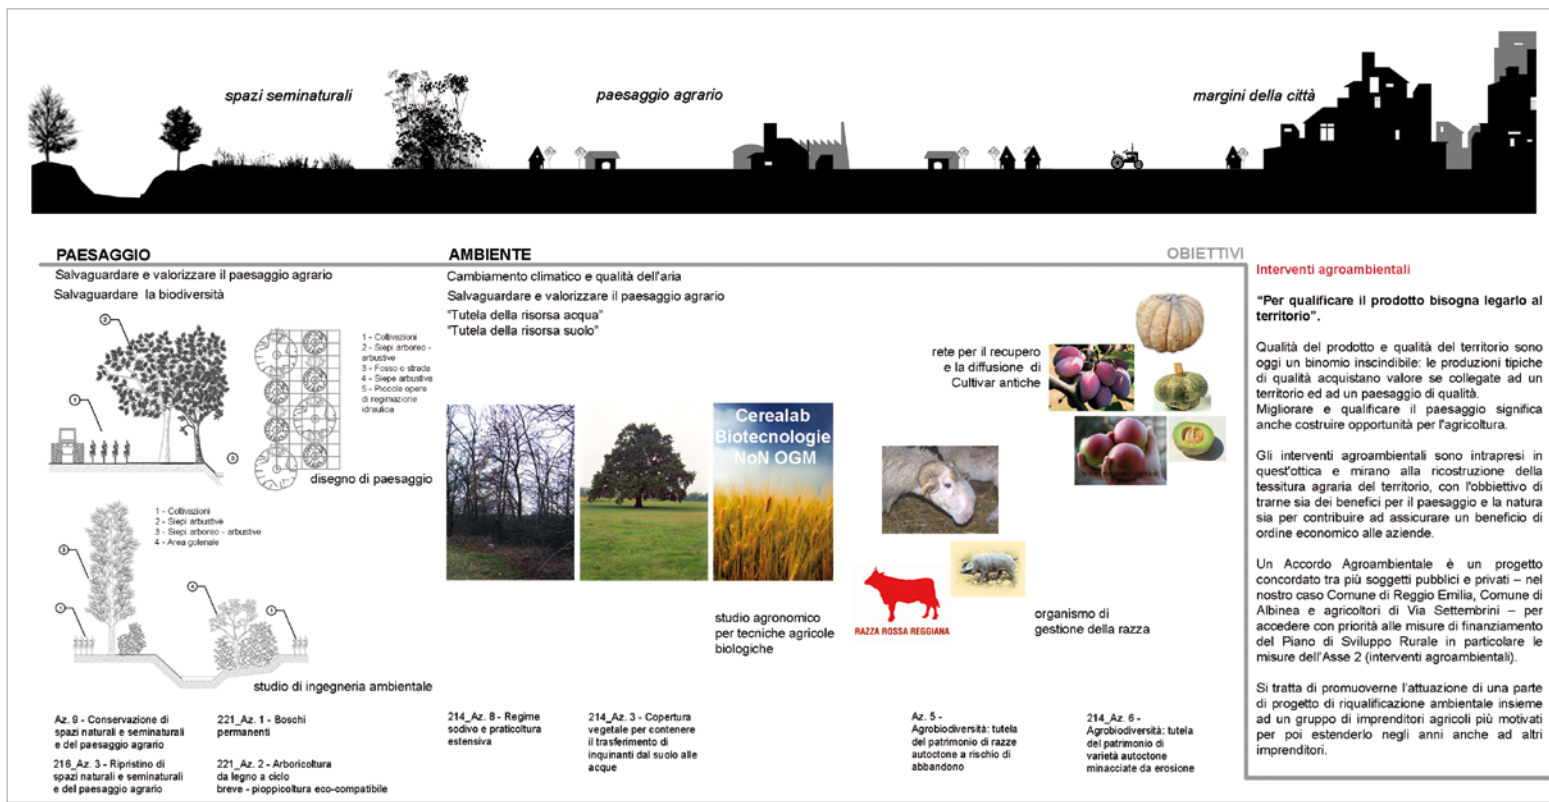 spazi seminaturali
paesaggio agrario
margini della città
PAESAGGIO
Salvaguardare e valorizzare il paesaggio agrario
Salvaguardare la biodiversità
2
1
3
1 - Coltivazioni
2 - Siepi arboreo -
arbustive
3 - Fosso o strada
4 - Siepe arbustiva
5 - Piccole opere
di regimazione
idraulica
disegno di paesaggio
1 - Coltivazioni
2 - Siepi arbustive
3 - Siepi arboreo - arbustive
4 - Area golenale
3
4
1
studio di ingegneria ambientale
Az. 9 - Conservazione di
spazi naturali e seminaturali
e del paesaggio agrario
216_Az. 3 - Ripristino di
spazi naturali e seminaturali
e del paesaggio agrario
221_Az. 1 - Boschi
permanenti
221_Az. 2 - Arboricoltura
da legno a ciclo
breve - pioppicoltura eco-compatibile
AMBIENTE
Cambiamento climatico e qualità dell'aria
Salvaguardare e valorizzare il paesaggio agrario
"Tutela della risorsa acqua"
"Tutela della risorsa suolo"
Cerealab
Biotecnologie
NoN OGM
studio agronomico
per tecniche agricole
biologiche
rete per il recupero
e la diffusione di
Cultivar antiche
RAZZA ROSSA REGGIANA
organismo di
gestione della razza
214_Az. 8 - Regime
sodivo e praticoltura
estensiva
214_Az. 3 - Copertura
vegetale per contenere
il trasferimento di
inquinanti dal suolo alle
acque
Az. 5 -
Agrobiodiversità: tutela
del patrimonio di razze
autoctone a rischio di
abbandono
214_Az. 6 -
Agrobiodiversità: tutela
del patrimonio di
varietà autoctone
minacciate da erosione
OBIETTIVI
Interventi agroambientali
"Per qualificare il prodotto bisogna legarlo al
territorio".
Qualità del prodotto e qualità del territorio sono
oggi un binomio inscindibile: le produzioni tipiche
di qualità acquistano valore se collegate ad un
territorio ed ad un paesaggio di qualità.
Migliorare e qualificare il paesaggio significa
anche costruire opportunità per l'agricoltura.
Gli interventi agroambientali sono intrapresi in
quest'ottica e mirano alla ricostruzione della
tessitura agraria del territorio, con l'obbiettivo di
trarne sia dei benefici per il paesaggio e la natura
sia per contribuire ad assicurare un beneficio di
ordine economico alle aziende.
Un Accordo Agroambientale è un progetto
concordato tra più soggetti pubblici e privati – nel
nostro caso Comune di Reggio Emilia, Comune di
Albinea e agricoltori di Via Settembrini – per
accedere con priorità alle misure di finanziamento
del Piano di Sviluppo Rurale in particolare le
misure dell'Asse 2 (interventi agroambientali).
Si tratta di promuoverne l'attuazione di una parte
di progetto di riqualificazione ambientale insieme
ad un gruppo di imprenditori agricoli più motivati
per poi estenderlo negli anni anche ad altri
imprenditori.